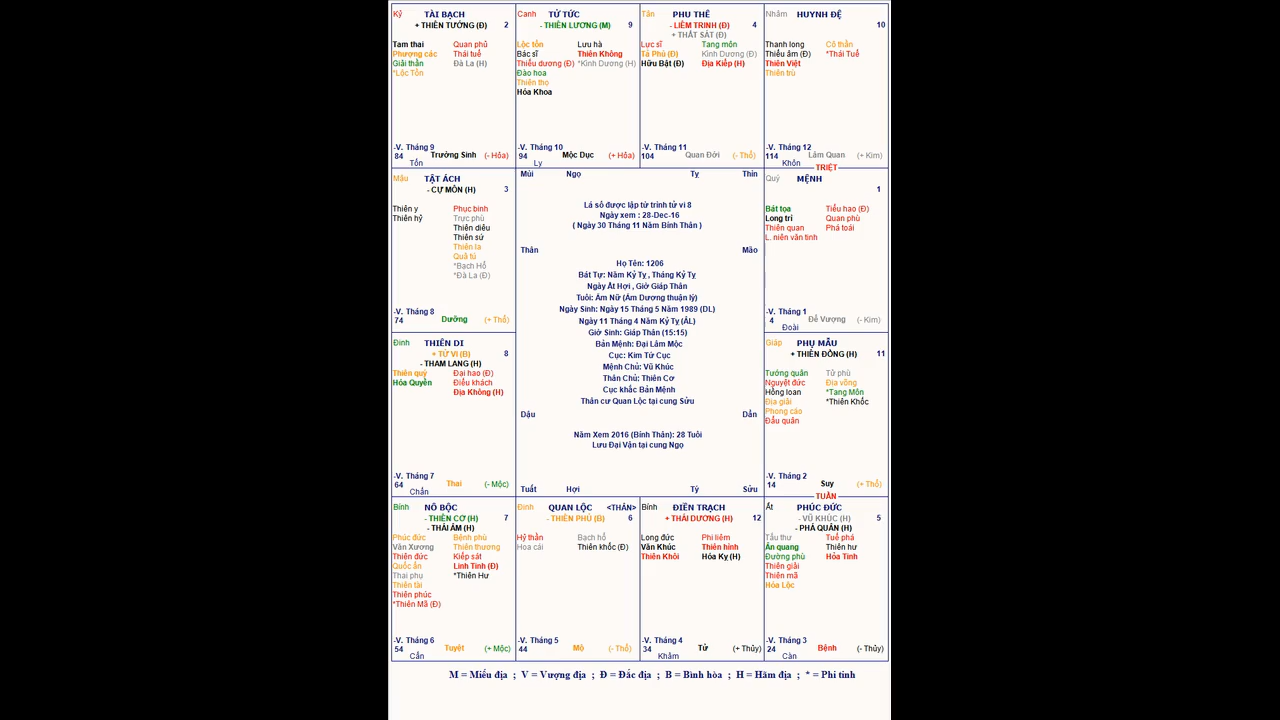 Kỷ TÀI BẠCH
+ THIÊN TƯỚNG (Đ) 2
Tam thai Quan phủ
Phượng các Thái tuế
Giải thần Đà La (H)
*Lộc Tồn
-V. Tháng 9
84 Trường Sinh (- Hỏa)
Tốn
Canh TỬ TỨC
- THIÊN LƯƠNG (M) 9
Lộc tồn Lưu hà
Bác sĩ Thiên Không
Thiếu dương (Đ) *Kình Dương (H)
Đào hoa
Thiên thọ
Hóa Khoa
-V. Tháng 10
94 Mộc Dục (+ Hỏa)
Ly
Tân PHU THÊ
- LIÊM TRINH (Đ) 4
+ THẤT SÁT (Đ)
Lực sĩ Tang môn
Tả Phù (Đ) Kình Dương (Đ)
Hữu Bật (Đ) Địa Kiếp (H)
-V. Tháng 11
104 Quan Đới (- Thổ)
Nhâm HUYNH ĐỆ
10
Thanh long Cô thần
Thiếu âm (Đ) *Thái Tuế
Thiên Việt
Thiên trù
-V. Tháng 12
114 Lâm Quan (+ Kim)
Khôn
TRIỆT
Mậu TẬT ÁCH
- CỰ MÔN (H) 3
Thiên y Phục binh
Thiên hỷ Trực phù
Thiên diêu
Thiên sứ
Thiên la
Quả tú
*Bạch Hổ
*Đà La (Đ)
-V. Tháng 8
74 Dưỡng (+ Thổ)
Mùi Ngọ Tỵ Thìn
Lá số được lập từ trình tử vi 8
Ngày xem : 28-Dec-16
( Ngày 30 Tháng 11 Năm Bính Thân )
Thân Mão
Họ Tên: 1206
Bát Tự: Năm Kỷ Tỵ , Tháng Kỷ Tỵ
Ngày Ất Hợi , Giờ Giáp Thân
Tuổi: Âm Nữ (Âm Dương thuận lý)
Ngày Sinh: Ngày 15 Tháng 5 Năm 1989 (DL)
Ngày 11 Tháng 4 Năm Kỷ Tỵ (ÂL)
Giờ Sinh: Giáp Thân (15:15)
Bản Mệnh: Đại Lâm Mộc
Cục: Kim Tứ Cục
Mệnh Chủ: Vũ Khúc
Thân Chủ: Thiên Cơ
Cục khắc Bản Mệnh
Thân cư Quan Lộc tại cung Sửu
Dậu Dần
Năm Xem 2016 (Bính Thân): 28 Tuổi
Lưu Đại Vận tại cung Ngọ
Tuất Hợi Tý Sửu
Quý MỆNH
1
Bát tọa Tiểu hao (Đ)
Long trì Quan phù
Thiên quan Phá toái
L. niên văn tinh
-V. Tháng 1
4 Đế Vượng (- Kim)
Đoài
Đinh THIÊN DI
+ TỬ VI (B) 8
- THAM LANG (H)
Thiên quý Đại hao (Đ)
Hóa Quyền Điếu khách
Địa Không (H)
-V. Tháng 7
64 Thai (- Mộc)
Chấn
Giáp PHỤ MẪU
+ THIÊN ĐỒNG (H) 11
Tướng quân Tử phù
Nguyệt đức Địa võng
Hồng loan *Tang Môn
Địa giải *Thiên Khốc
Phong cáo
Đẩu quân
-V. Tháng 2
14 Suy (+ Thổ)
TUẦN
Bính NÔ BỘC
- THIÊN CƠ (H) 7
- THÁI ÂM (H)
Phúc đức Bệnh phù
Văn Xương Thiên thương
Thiên đức Kiếp sát
Quốc ấn Linh Tinh (Đ)
Thai phụ *Thiên Hư
Thiên tài
Thiên phúc
*Thiên Mã (Đ)
-V. Tháng 6
54 Tuyệt (+ Mộc)
Cấn
Đinh QUAN LỘC <THÂN>
- THIÊN PHỦ (B) 6
Hỷ thần Bạch hổ
Hoa cái Thiên khốc (Đ)
-V. Tháng 5
44 Mộ (- Thổ)
Bính ĐIỀN TRẠCH
+ THÁI DƯƠNG (H) 12
Long đức Phi liêm
Văn Khúc Thiên hình
Thiên Khôi Hóa Kỵ (H)
-V. Tháng 4
34 Tử (+ Thủy)
Khảm
Ất PHÚC ĐỨC
- VŨ KHÚC (H) 5
- PHÁ QUÂN (H)
Tấu thư Tuế phá
Ân quang Thiên hư
Đường phù Hỏa Tinh
Thiên giải
Thiên mã
Hóa Lộc
-V. Tháng 3
24 Bệnh (- Thủy)
Càn
M = Miếu địa ; V = Vượng địa ; Đ = Đắc địa ; B = Bình hòa ; H = Hãm địa ; * = Phi tinh